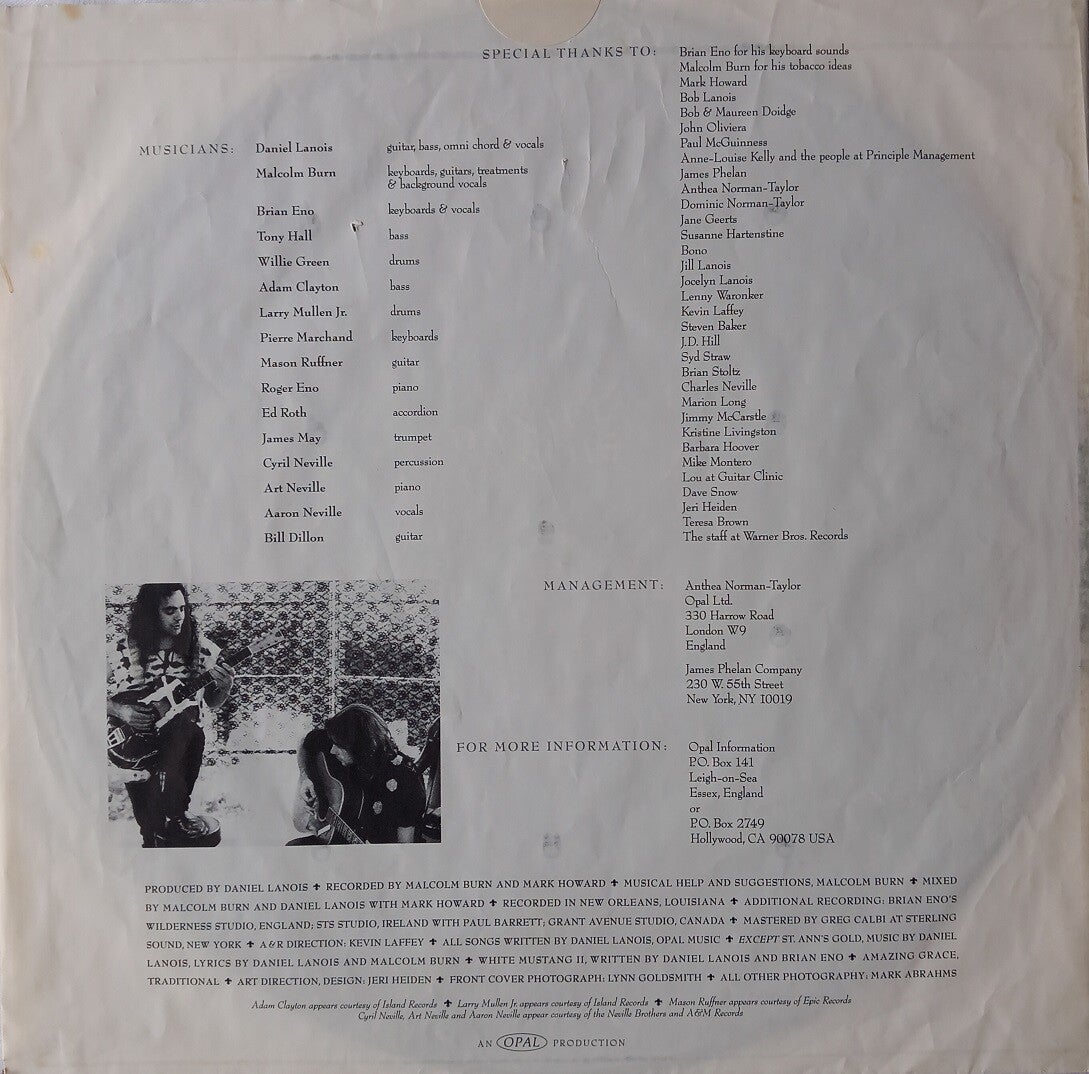 SPECIAL THANKS TO: Brian Eno for his keyboard sounds
Malcolm Burn for his tobacco ideas
Mark Howard
Bob Lanois
Bob & Maureen Doidge
John Oliviera
Paul McGuinness
Anne-Louise Kelly and the people at Principle Management
James Phelan
Anthea Norman-Taylor
Dominic Norman-Taylor
Jane Geerts
Susanne Hartenstine
Bono
Jill Lanois
Jocelyn Lanois
Lenny Waronker
Kevin Laffey
Steven Baker
J.D. Hill
Syd Straw
Brian Stoltz
Charles Neville
Marion Long
Jimmy McCarstle
Kristine Livingston
Barbara Hoover
Mike Montero
Lou at Guitar Clinic
Dave Snow
Jeri Heiden
Teresa Brown
The staff at Warner Bros. Records
MUSICIANS: Daniel Lanois guitar, bass, omni chord & vocals
Malcolm Burn keyboards, guitars, treatments
& background vocals
Brian Eno keyboards & vocals
Tony Hall bass
Willie Green drums
Adam Clayton bass
Larry Mullen Jr. drums
Pierre Marchand keyboards
Mason Ruffner guitar
Roger Eno piano
Ed Roth accordion
James May trumpet
Cyril Neville percussion
Art Neville piano
Aaron Neville vocals
Bill Dillon guitar
MANAGEMENT: Anthea Norman-Taylor
Opal Ltd.
330 Harrow Road
London W9
England
James Phelan Company
230 W. 55th Street
New York, NY 10019
FOR MORE INFORMATION: Opal Information
P.O. Box 141
Leigh-on-Sea
Essex, England
or
P.O. Box 2749
Hollywood, CA 90078 USA
PRODUCED BY DANIEL LANOIS ✦ RECORDED BY MALCOLM BURN AND MARK HOWARD ✦ MUSICAL HELP AND SUGGESTIONS, MALCOLM BURN ✦ MIXED
BY MALCOLM BURN AND DANIEL LANOIS WITH MARK HOWARD ✦ RECORDED IN NEW ORLEANS, LOUISIANA ✦ ADDITIONAL RECORDING: BRIAN ENO'S
WILDERNESS STUDIO, ENGLAND; STS STUDIO, IRELAND WITH PAUL BARRETT; GRANT AVENUE STUDIO, CANADA ✦ MASTERED BY GREG CALBI AT STERLING
SOUND, NEW YORK ✦ A&R DIRECTION: KEVIN LAFFEY ✦ ALL SONGS WRITTEN BY DANIEL LANOIS, OPAL MUSIC ✦ EXCEPT ST. ANN'S GOLD, MUSIC BY DANIEL
LANOIS, LYRICS BY DANIEL LANOIS AND MALCOLM BURN ✦ WHITE MUSTANG II, WRITTEN BY DANIEL LANOIS AND BRIAN ENO ✦ AMAZING GRACE,
TRADITIONAL ✦ ART DIRECTION, DESIGN: JERI HEIDEN ✦ FRONT COVER PHOTOGRAPH: LYNN GOLDSMITH ✦ ALL OTHER PHOTOGRAPHY: MARK ABRAHMS
Adam Clayton appears courtesy of Island Records ✦ Larry Mullen Jr. appears courtesy of Island Records ✦ Mason Ruffner appears courtesy of Epic Records
Cyril Neville, Art Neville and Aaron Neville appear courtesy of the Neville Brothers and A&M Records
AN OPAL PRODUCTION